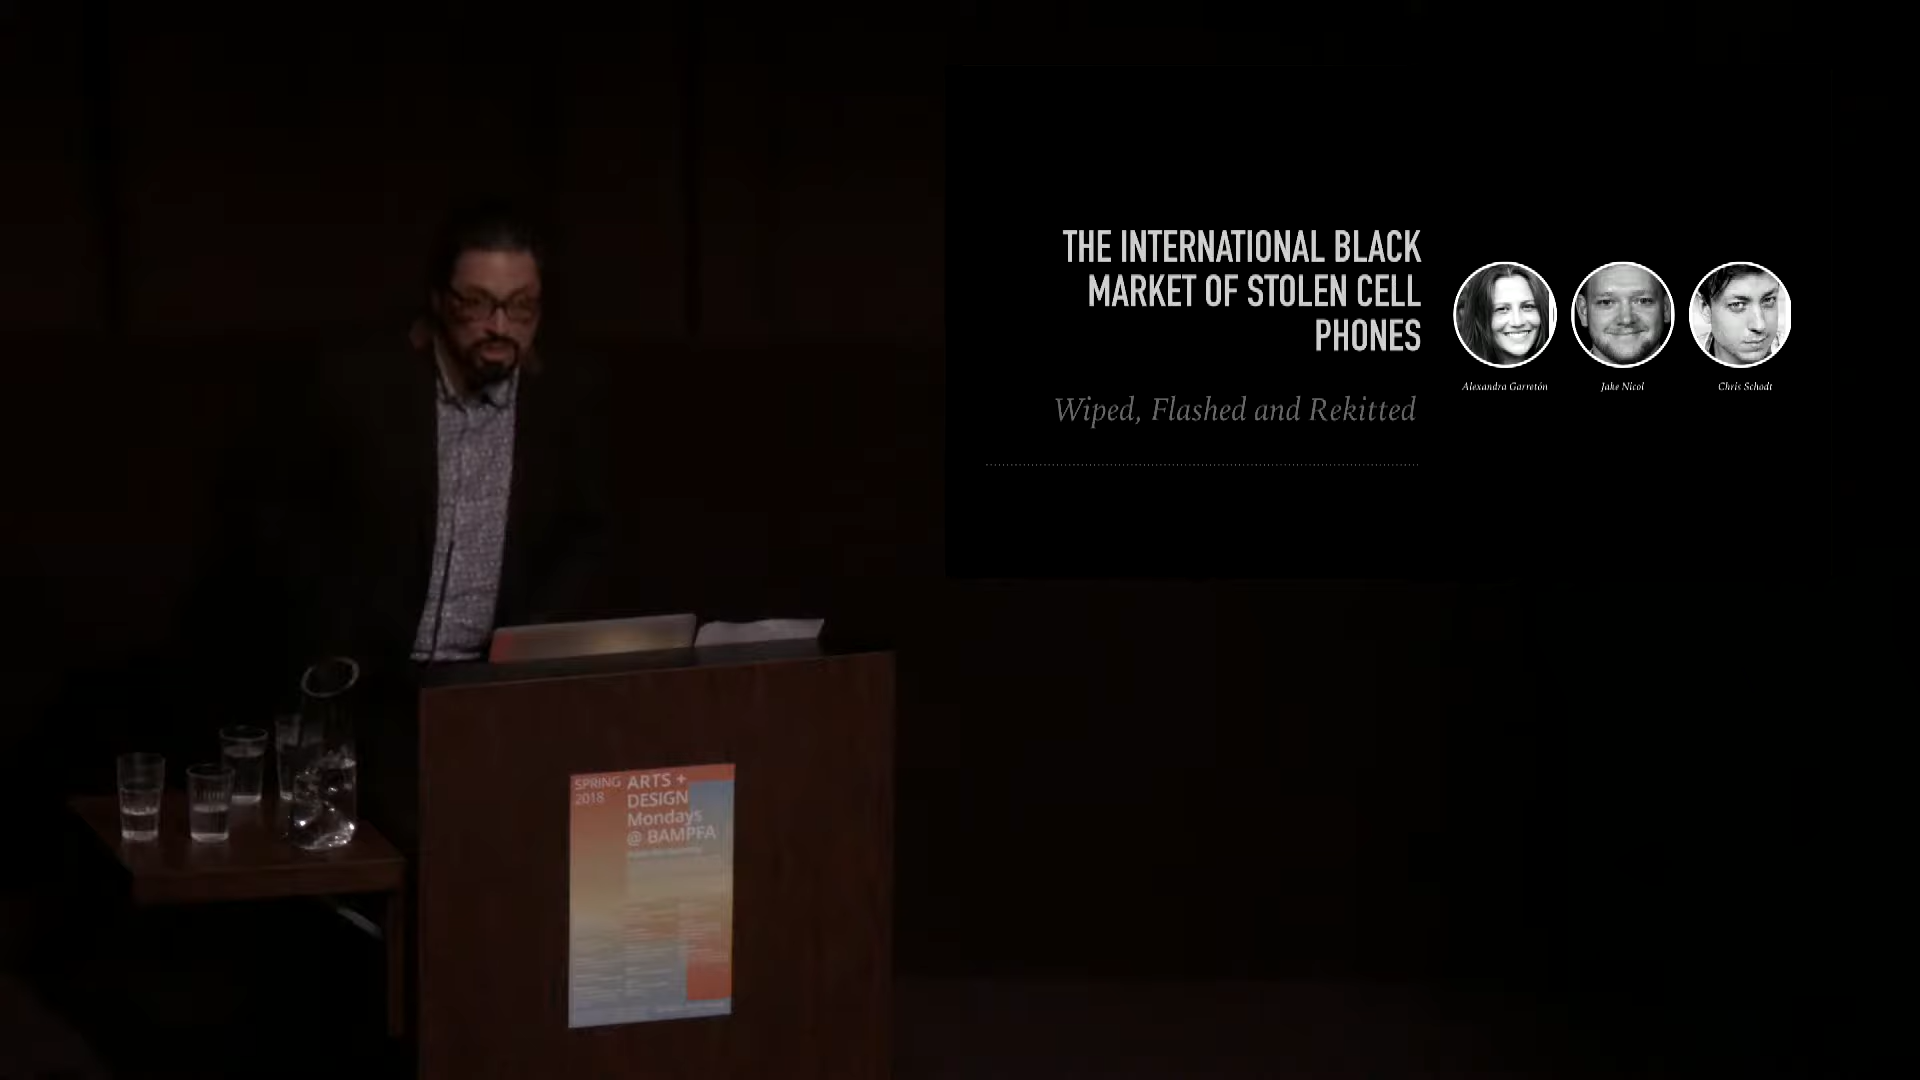 THE INTERNATIONAL BLACK
MARKET OF STOLEN CELL
PHONES
Wiped, Flashed and Rekitted
Alexandra Garretón
Jake Nicol
Chris Schodt
SPRING
2018
ARTS +
DESIGN
Mondays
@ BAMPFA